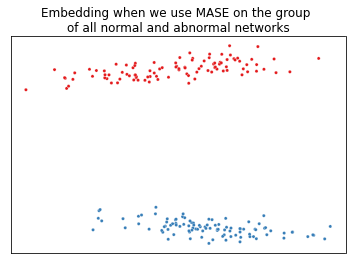 Embedding when we use MASE on the group
of all normal and abnormal networks